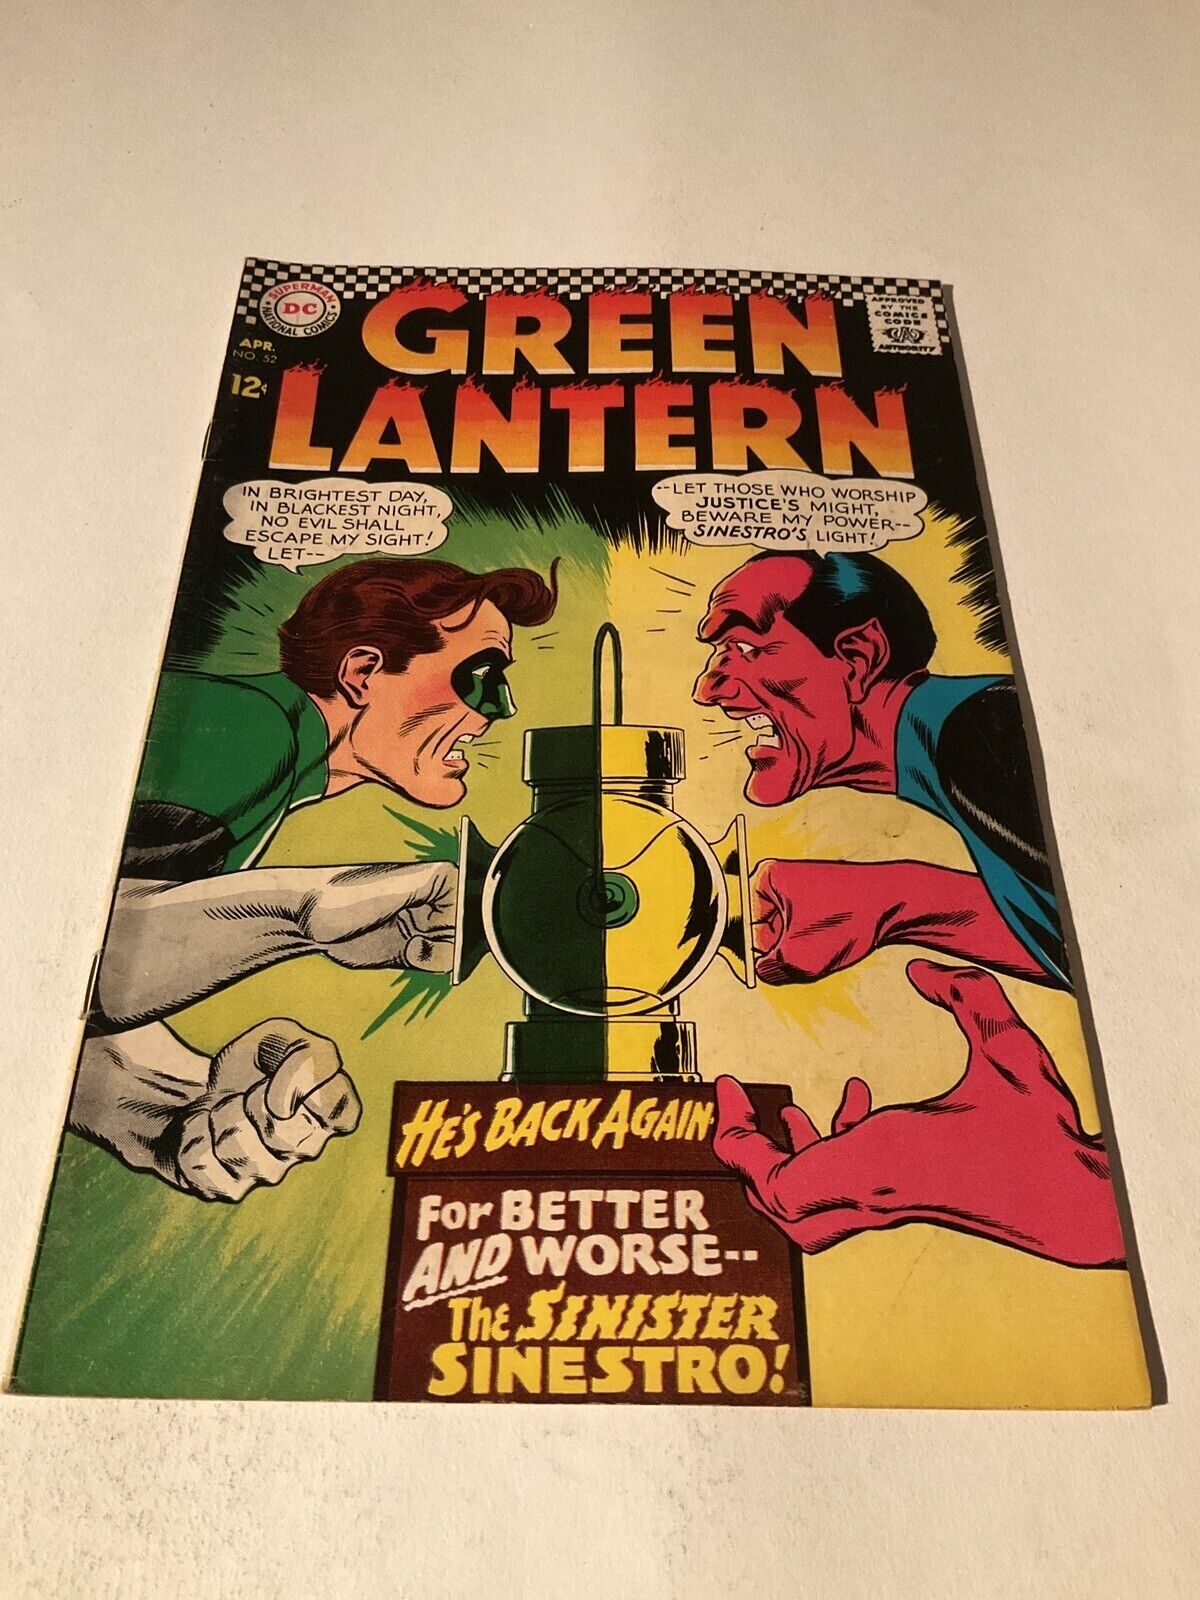 SUPERMAN
DC
NATIONAL COMICS
APR.
NO. 52
12¢
GREEN
LANTERN
APPROVED
BY THE
COMICS
CODE
AUTHORITY
IN BRIGHTEST DAY,
IN BLACKEST NIGHT,
NO EVIL SHALL
ESCAPE MY SIGHT!
LET--
--LET THOSE WHO WORSHIP
JUSTICE'S MIGHT,
BEWARE MY POWER--
SINESTRO'S LIGHT!
HE'S BACK AGAIN-
For BETTER
AND WORSE--
The SINISTER
SINESTRO!